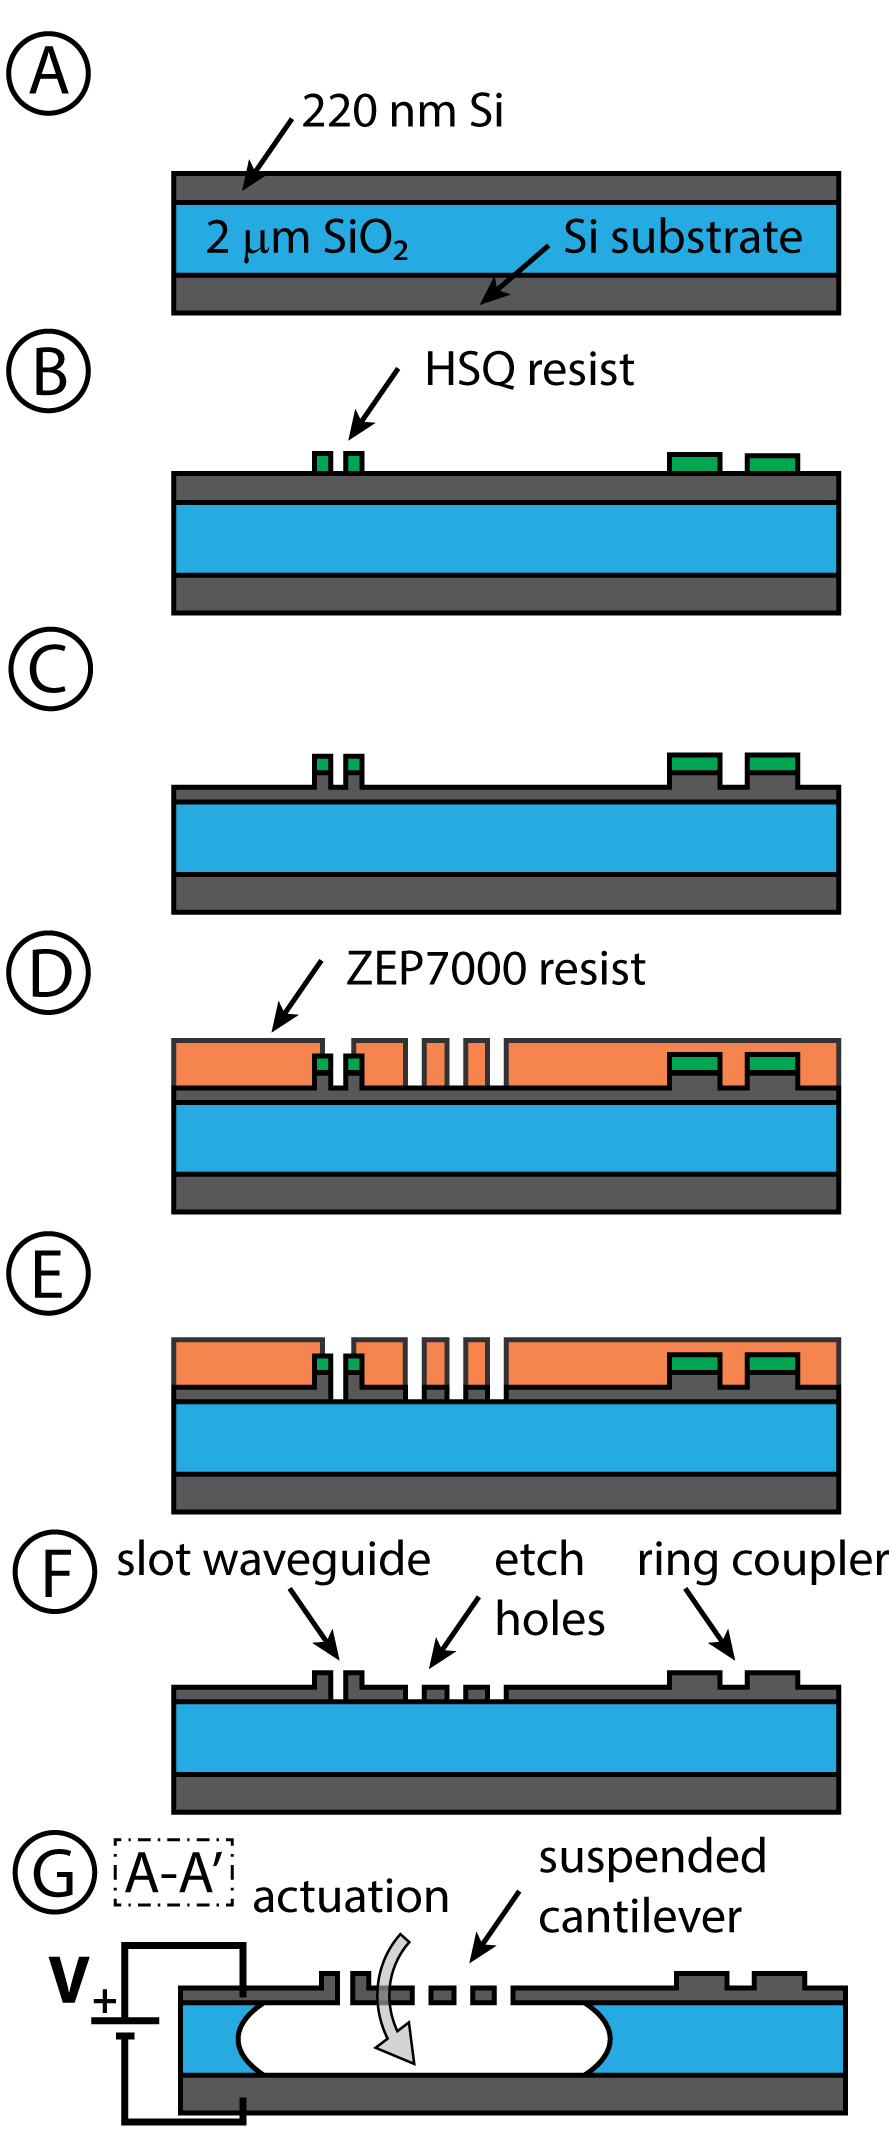 A
220 nm Si
2 μm SiO₂ Si substrate
B
HSQ resist
C
D
ZEP7000 resist
E
F
slot waveguide
etch
holes
ring coupler
G
A-A’
actuation
suspended
cantilever
V
+